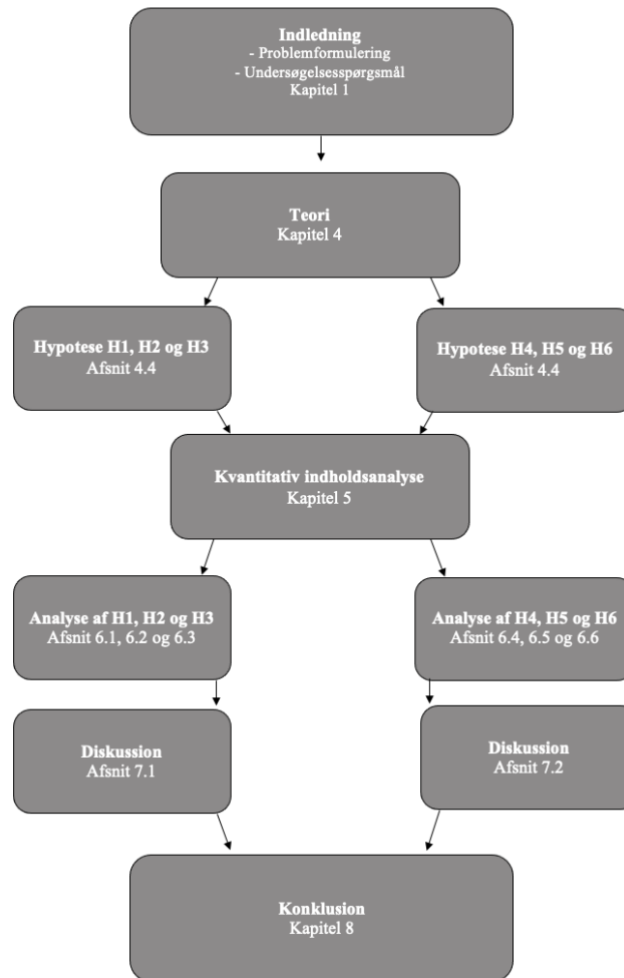 Indledning
- Problemformulering
- Undersøgelsesspørgsmål
Kapitel 1
Teori
Kapitel 4
Hypotese H1, H2 og H3
Afsnit 4.4
Hypotese H4, H5 og H6
Afsnit 4.4
Kvantitativ indholdsanalyse
Kapitel 5
Analyse af H1, H2 og H3
Afsnit 6.1, 6.2 og 6.3
Analyse af H4, H5 og H6
Afsnit 6.4, 6.5 og 6.6
Diskussion
Afsnit 7.1
Diskussion
Afsnit 7.2
Konklusion
Kapitel 8